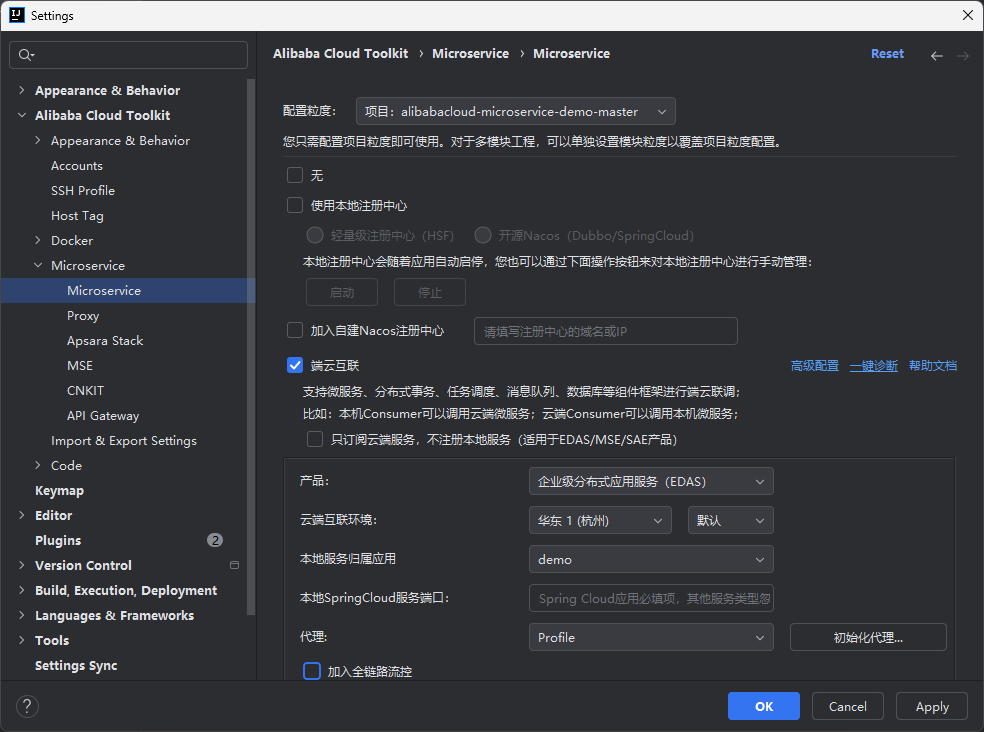 Settings
Alibaba Cloud Toolkit › Microservice › Microservice
Reset
Appearance & Behavior
Alibaba Cloud Toolkit
Appearance & Behavior
Accounts
SSH Profile
Host Tag
Docker
Microservice
Microservice
Proxy
Apsara Stack
MSE
CNKIT
API Gateway
Import & Export Settings
Code
Keymap
Editor
Plugins 2
Version Control
Build, Execution, Deployment
Languages & Frameworks
Tools
Settings Sync
配置粒度： 项目：alibabacloud-microservice-demo-master
您只需配置项目粒度即可使用。对于多模块工程，可以单独设置模块粒度以覆盖项目粒度配置。
无
使用本地注册中心
轻量级注册中心（HSF） 开源Nacos（Dubbo/SpringCloud）
本地注册中心会随着应用自动启停，您也可以通过下面操作按钮来对本地注册中心进行手动管理：
启动 停止
加入自建Nacos注册中心 请填写注册中心的域名或IP
端云互联 高级配置 一键诊断 帮助文档
支持微服务、分布式事务、任务调度、消息队列、数据库等组件框架进行端云联调；
比如：本机Consumer可以调用云端微服务；云端Consumer可以调用本机微服务；
只订阅云端服务，不注册本地服务（适用于EDAS/MSE/SAE产品）
产品： 企业级分布式应用服务（EDAS）
云端互联环境： 华东 1 (杭州) 默认
本地服务归属应用 demo
本地SpringCloud服务端口： Spring Cloud应用必填项，其他服务类型忽
代理: Profile 初始化代理...
加入全链路流控
? OK Cancel Apply